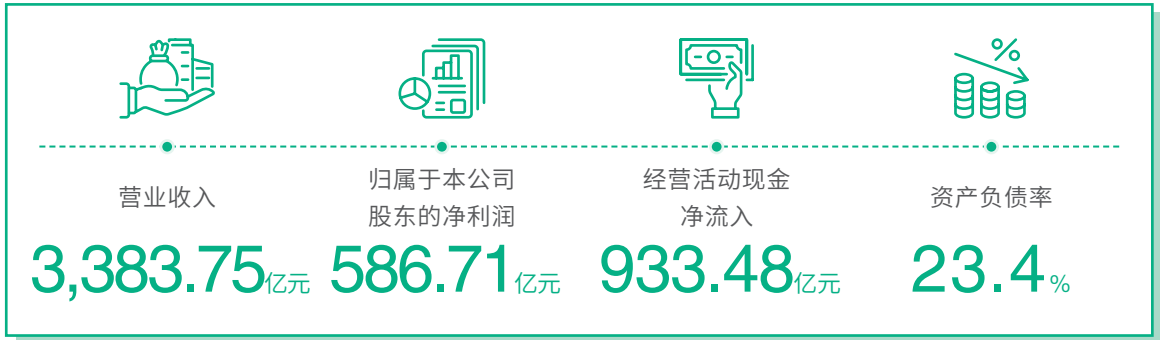 营业收入
3,383.75亿元
归属于本公司
股东的净利润
586.71亿元
经营活动现金
净流入
933.48亿元
资产负债率
23.4%